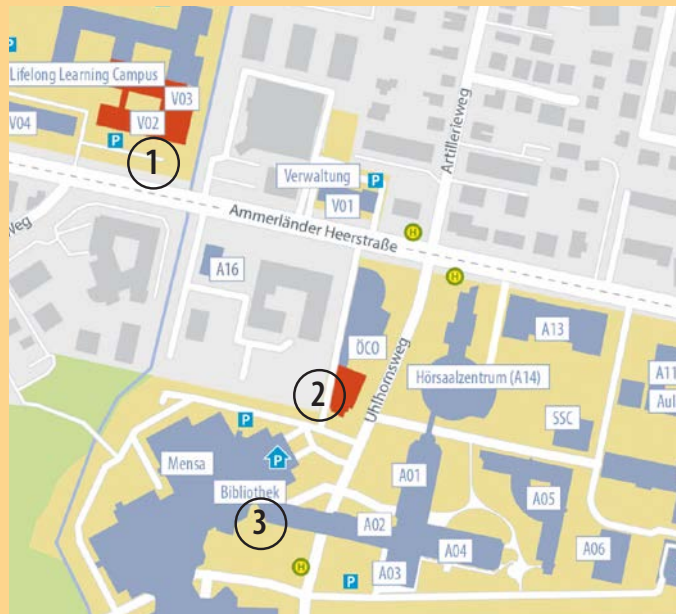 P
Lifelong Learning Campus
V03
V04
V02
P
1
Artillerieweg
Verwaltung
P
V01
Weg
Ammerländer Heerstraße
H
H
A16
ÖCO
A13
Hörsaalzentrum (A14)
A11
Aul
2
Uhlhornsweg
SSC
P
Mensa
P
A01
Bibliothek
A05
3
A02
A04
A06
A03
H
P